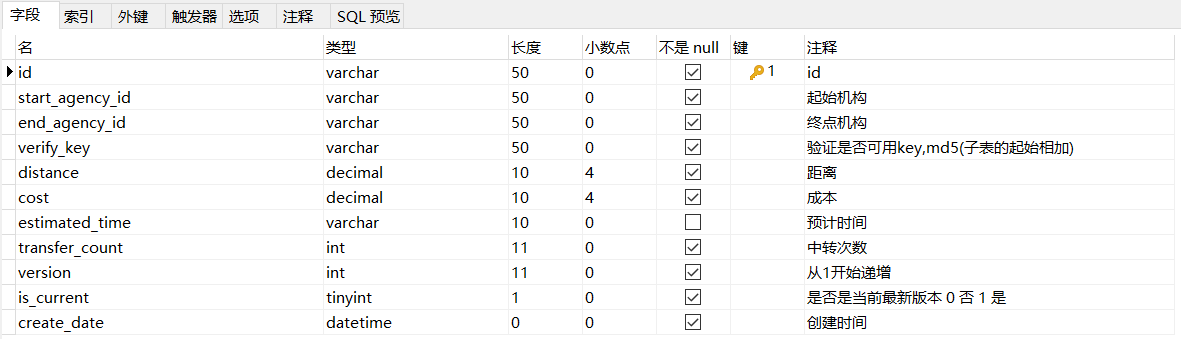 字段 索引 外键 触发器 选项 注释 SQL 预览
名 类型 长度 小数点 不是 null 键 注释
id varchar 50 0 1 id
start_agency_id varchar 50 0 起始机构
end_agency_id varchar 50 0 终点机构
verify_key varchar 50 0 验证是否可用key,md5(子表的起始相加)
distance decimal 10 4 距离
cost decimal 10 4 成本
estimated_time varchar 10 0 预计时间
transfer_count int 11 0 中转次数
version int 11 0 从1开始递增
is_current tinyint 1 0 是否是当前最新版本 0 否 1 是
create_date datetime 0 0 创建时间